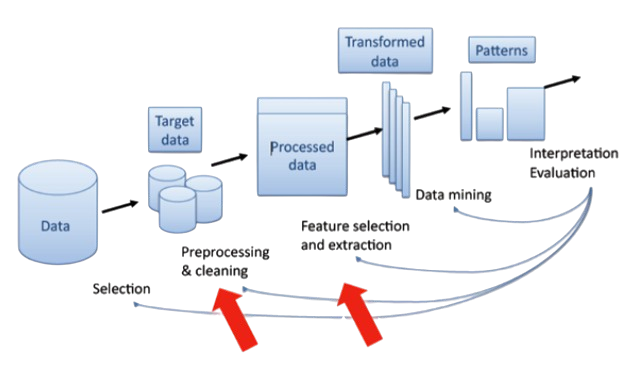 Transformed
data
Patterns
Target
data
Processed
data
Interpretation
Evaluation
Data mining
Data
Feature selection
and extraction
Preprocessing
& cleaning
Selection